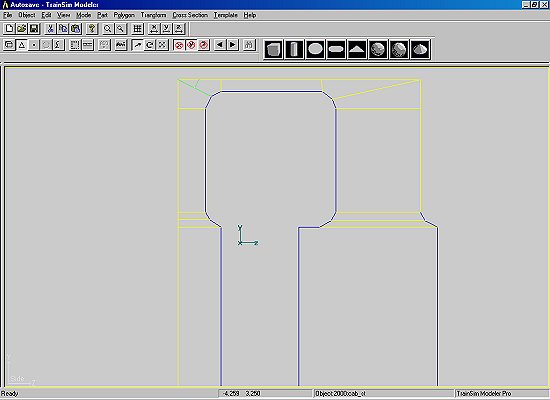 Autosave - TrainSim Modeler
File Object Edit View Mode Part Polygon Transform Cross Section Template Help
Y
Z
Side
Z
Ready -4.259 3.250 Object:2000:cab_xt TrainSim Modeler Pro